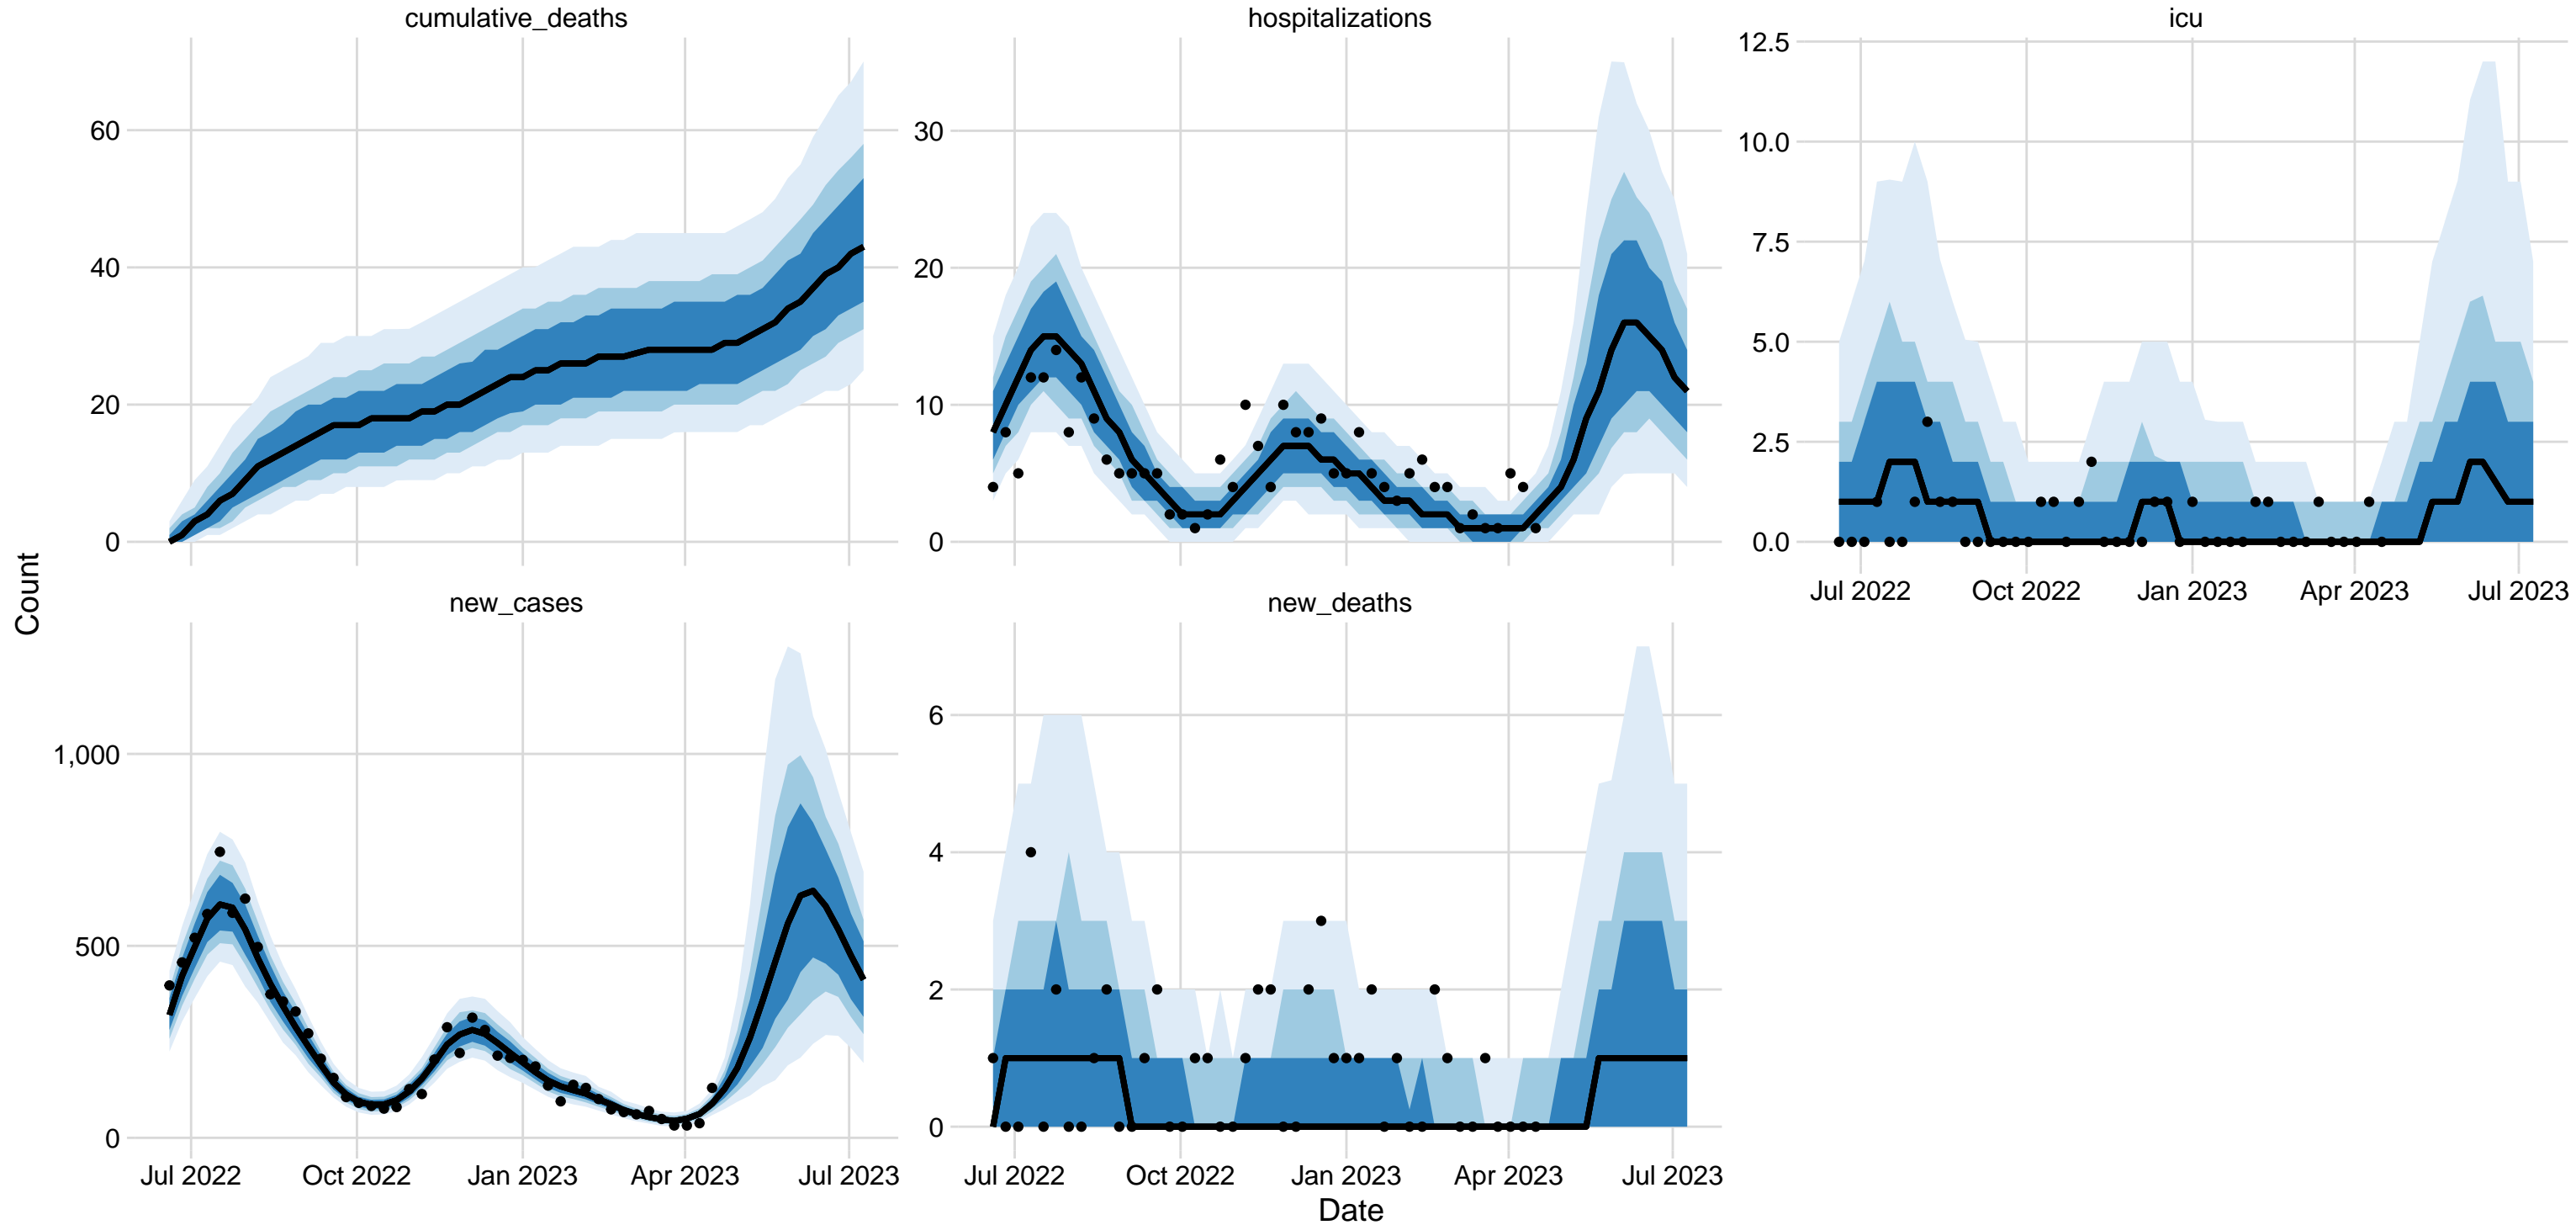 cumulative_deaths
60
40
20
0
hospitalizations
30
20
10
0
icu
12.5
10.0
7.5
5.0
2.5
0.0
Jul 2022 Oct 2022 Jan 2023 Apr 2023 Jul 2023
Count
new_cases
1,000
500
0
Jul 2022 Oct 2022 Jan 2023 Apr 2023 Jul 2023
new_deaths
6
4
2
0
Jul 2022 Oct 2022 Jan 2023 Apr 2023 Jul 2023
Date